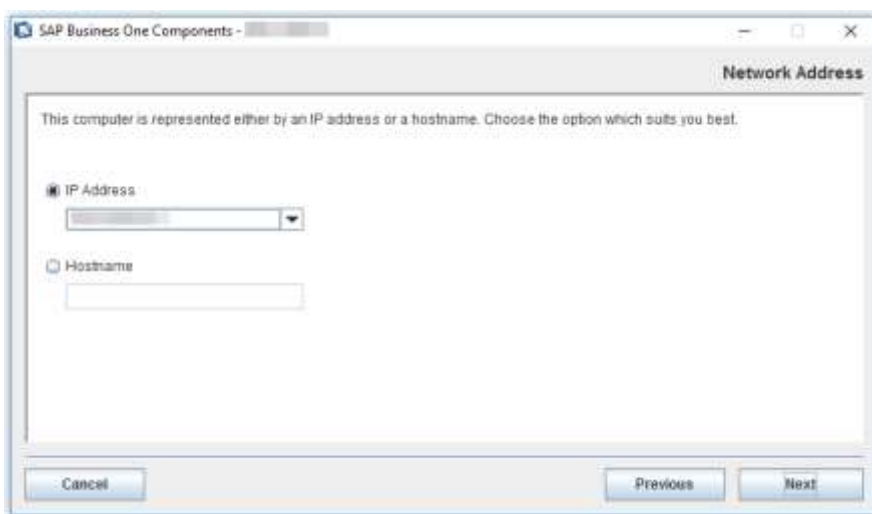 SAP Business One Components -
Network Address
This computer is represented either by an IP address or a hostname. Choose the option which suits you best.
IP Address
Hostname
Cancel
Previous
Next